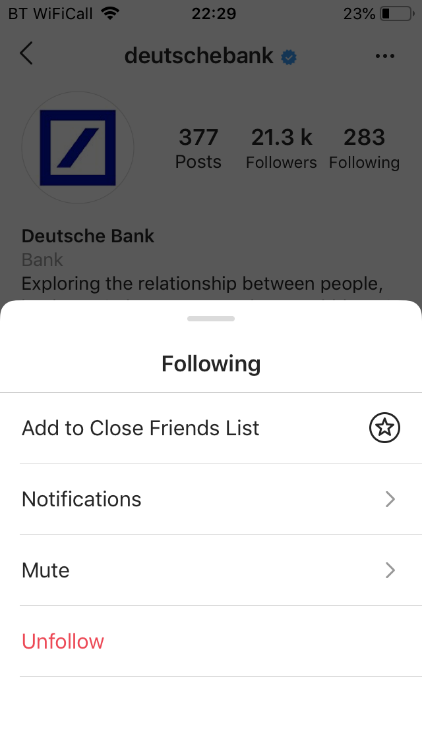 BT WiFiCall 22:29 23%
deutschebank
377 21.3 k 283
Posts Followers Following
Deutsche Bank
Bank
Exploring the relationship between people,
Following
Add to Close Friends List
Notifications
Mute
Unfollow